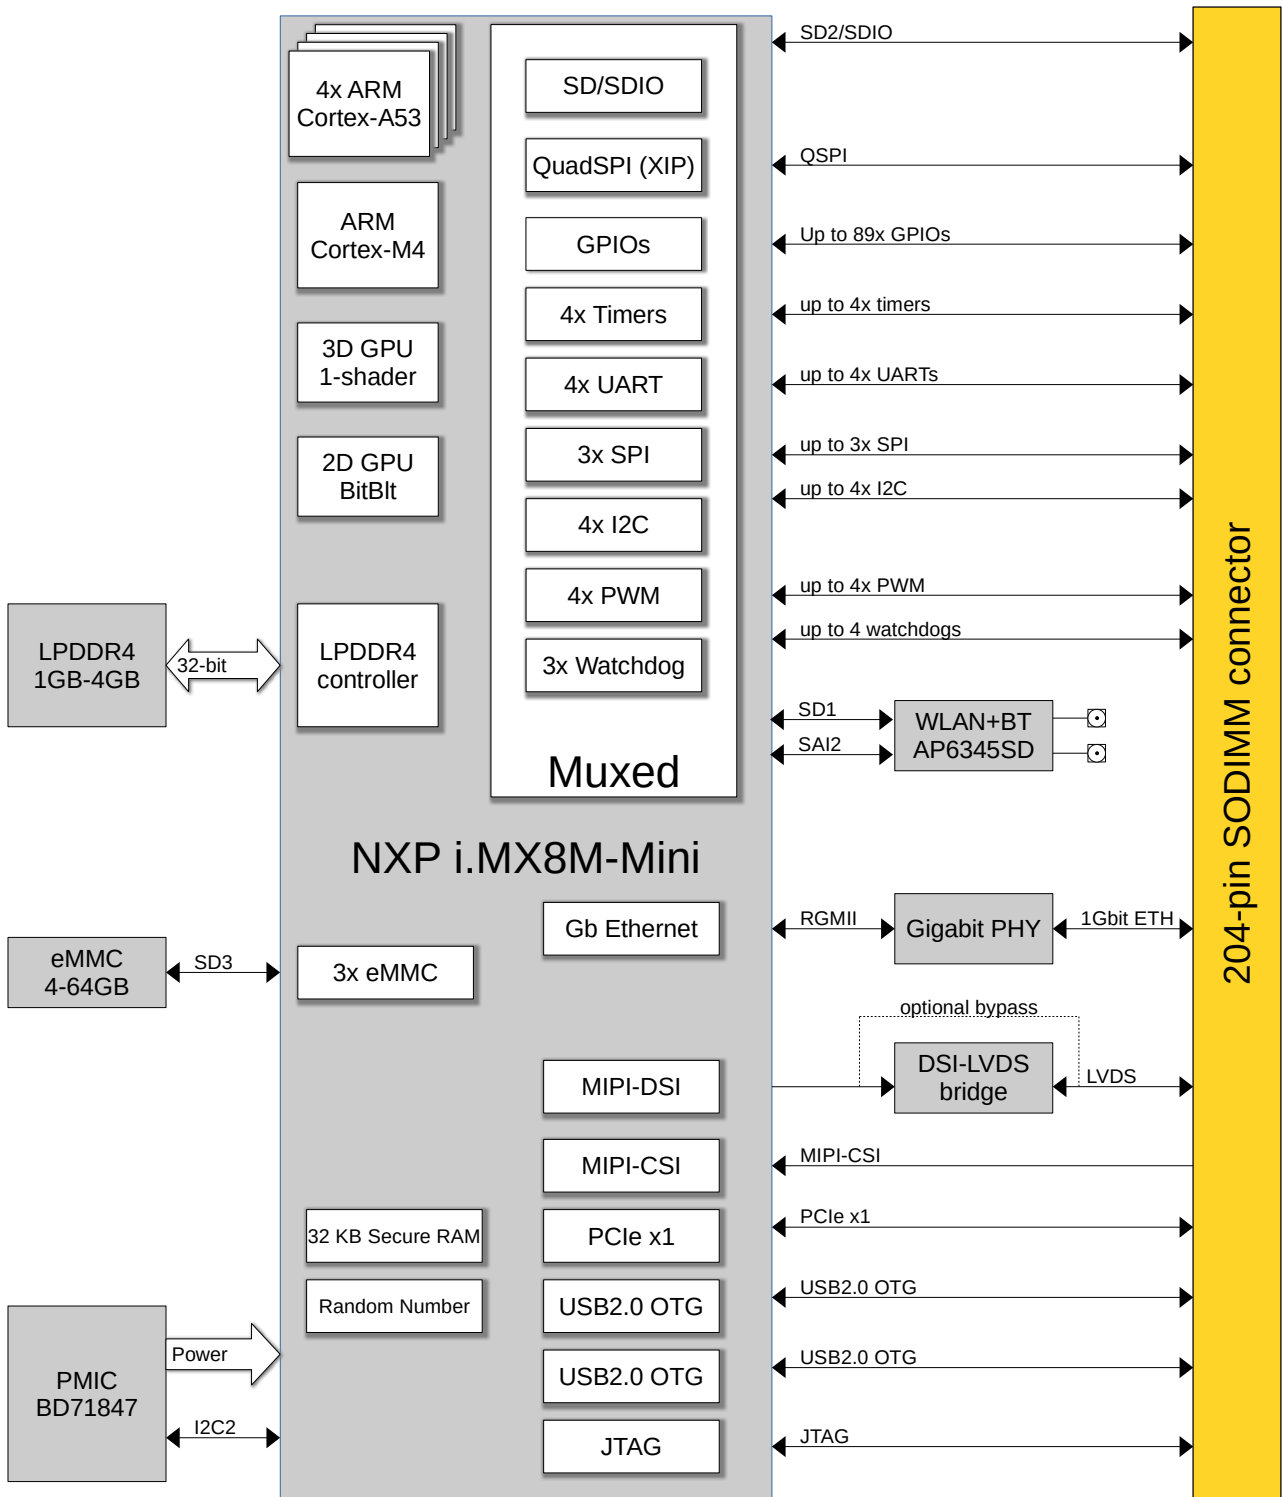 4x ARM
Cortex-A53
ARM
Cortex-M4
3D GPU
1-shader
2D GPU
BitBlt
LPDDR4
1GB-4GB
32-bit
LPDDR4
controller
SD/SDIO
QuadSPI (XIP)
GPIOs
4x Timers
4x UART
3x SPI
4x I2C
4x PWM
3x Watchdog
Muxed
SD2/SDIO
QSPI
Up to 89x GPIOs
up to 4x timers
up to 4x UARTs
up to 3x SPI
up to 4x I2C
up to 4x PWM
up to 4 watchdogs
SD1
SAI2
WLAN+BT
AP6345SD
NXP i.MX8M-Mini
eMMC
4-64GB
SD3
3x eMMC
Gb Ethernet
RGMII
Gigabit PHY
1Gbit ETH
optional bypass
MIPI-DSI
DSI-LVDS
bridge
LVDS
MIPI-CSI
MIPI-CSI
32 KB Secure RAM
PCIe x1
PCIe x1
Random Number
USB2.0 OTG
USB2.0 OTG
PMIC
BD71847
Power
I2C2
USB2.0 OTG
USB2.0 OTG
JTAG
JTAG
204-pin SODIMM connector